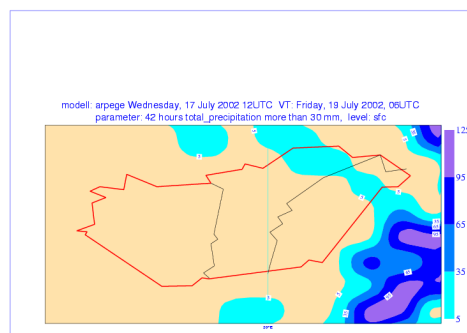 modell: arpege Wednesday, 17 July 2002 12UTC VT: Friday, 19 July 2002, 06UTC
parameter: 42 hours total_precipitation more than 30 mm, level: sfc
125
95
65
35
5
20°E